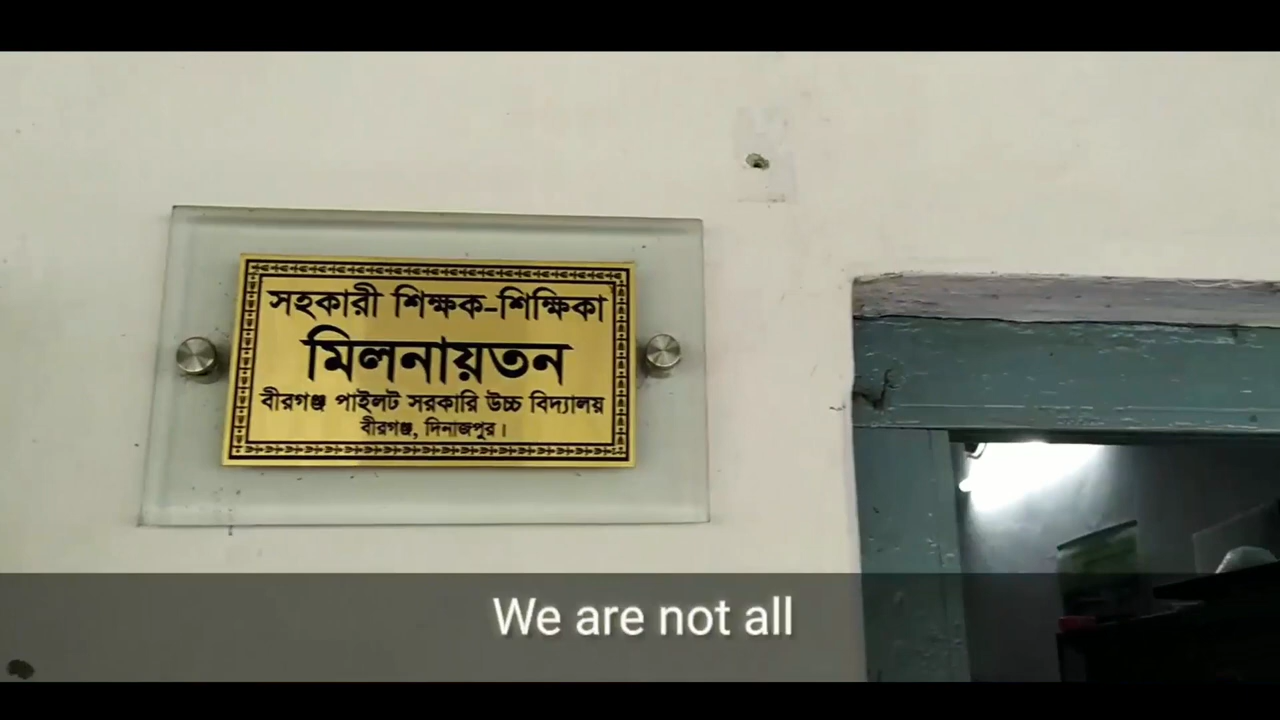 সহকারী শিক্ষক-শিক্ষিকা
মিলনায়তন
বীরগঞ্জ পাইলট সরকারি উচ্চ বিদ্যালয়
বীরগঞ্জ, দিনাজপুর।
We are not all